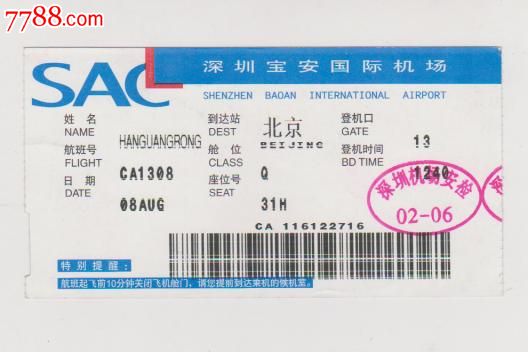 7788.com
SAC
深圳宝安国际机场
SHENZHEN BAOAN INTERNATIONAL AIRPORT
姓名 到达站 北京 登机口
NAME HANGUANGRONG DEST BEIJING GATE 13
航班号 舱位 登机时间
FLIGHT CA1308 CLASS Q BD TIME 1240
日期 座位号
DATE 08AUG SEAT 31H
深圳机场安检
02-06
CA 116122716
特别提醒：
航班起飞前10分钟关闭飞机舱门，请您提前到达乘机的候机室。